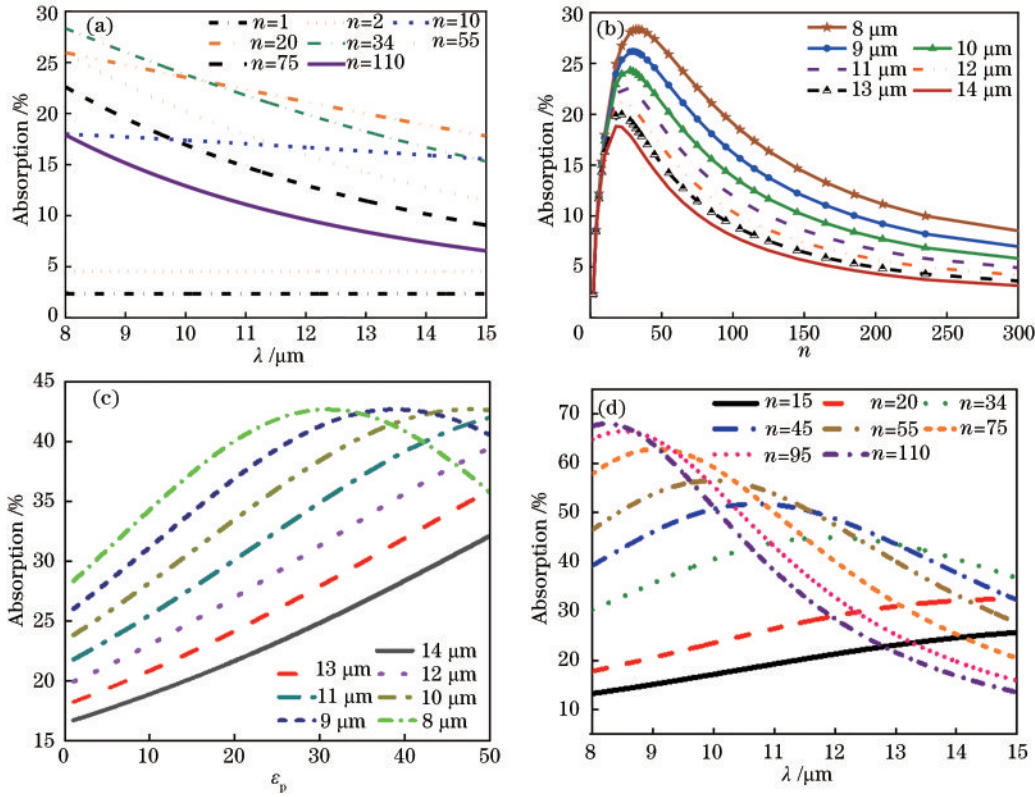 (a)
n=1 n=2 n=10
n=20 n=34 n=55
n=75 n=110
Absorption /%
30
25
20
15
10
5
0
8 9 10 11 12 13 14 15
λ /μm
(b)
8 μm
9 μm 10 μm
11 μm 12 μm
13 μm 14 μm
Absorption /%
30
25
20
15
10
5
0
0 50 100 150 200 250 300
n
(c)
14 μm
13 μm 12 μm
11 μm 10 μm
9 μm 8 μm
Absorption /%
45
40
35
30
25
20
15
0 10 20 30 40 50
εp
(d)
n=15 n=20 n=34
n=45 n=55 n=75
n=95 n=110
Absorption /%
70
60
50
40
30
20
10
8 9 10 11 12 13 14 15
λ /μm